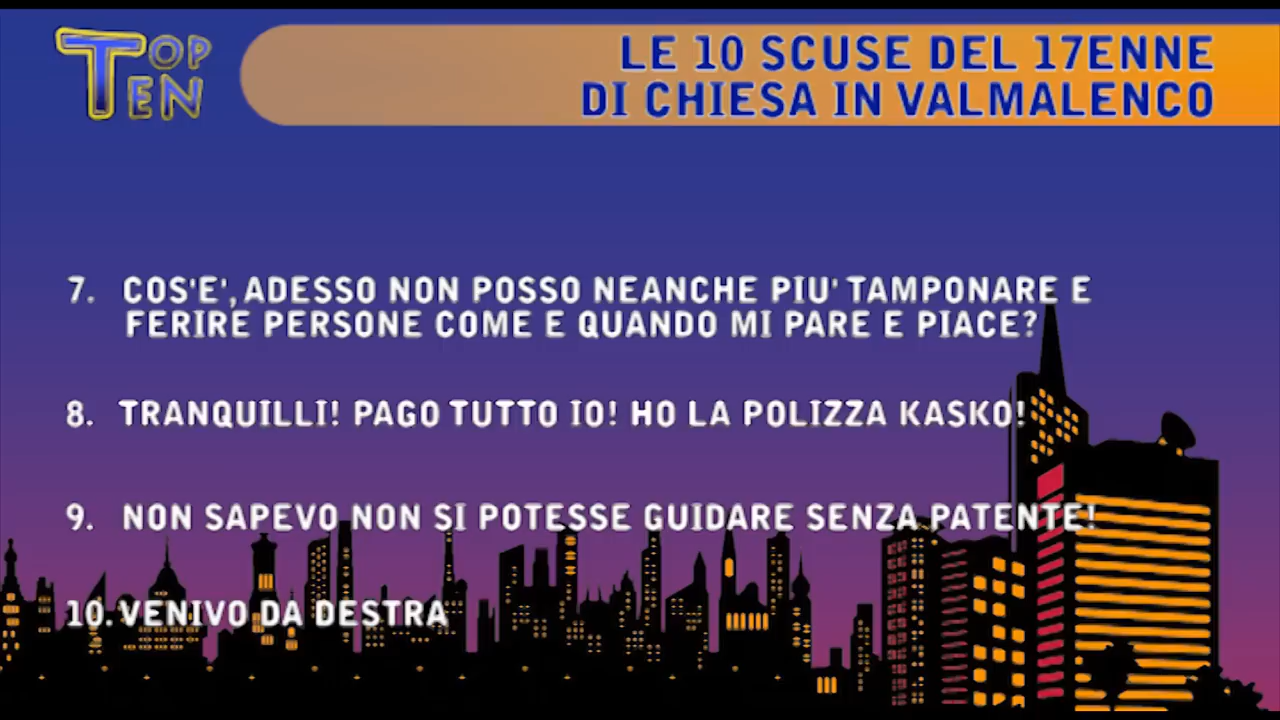 TOP
TEN
LE 10 SCUSE DEL 17ENNE
DI CHIESA IN VALMALENCO
7. COS'E', ADESSO NON POSSO NEANCHE PIU' TAMPONARE E
FERIRE PERSONE COME E QUANDO MI PARE E PIACE?
8. TRANQUILLI! PAGO TUTTO IO! HO LA POLIZZA KASKO!
9. NON SAPEVO NON SI POTESSE GUIDARE SENZA PATENTE!
10. VENIVO DA DESTRA